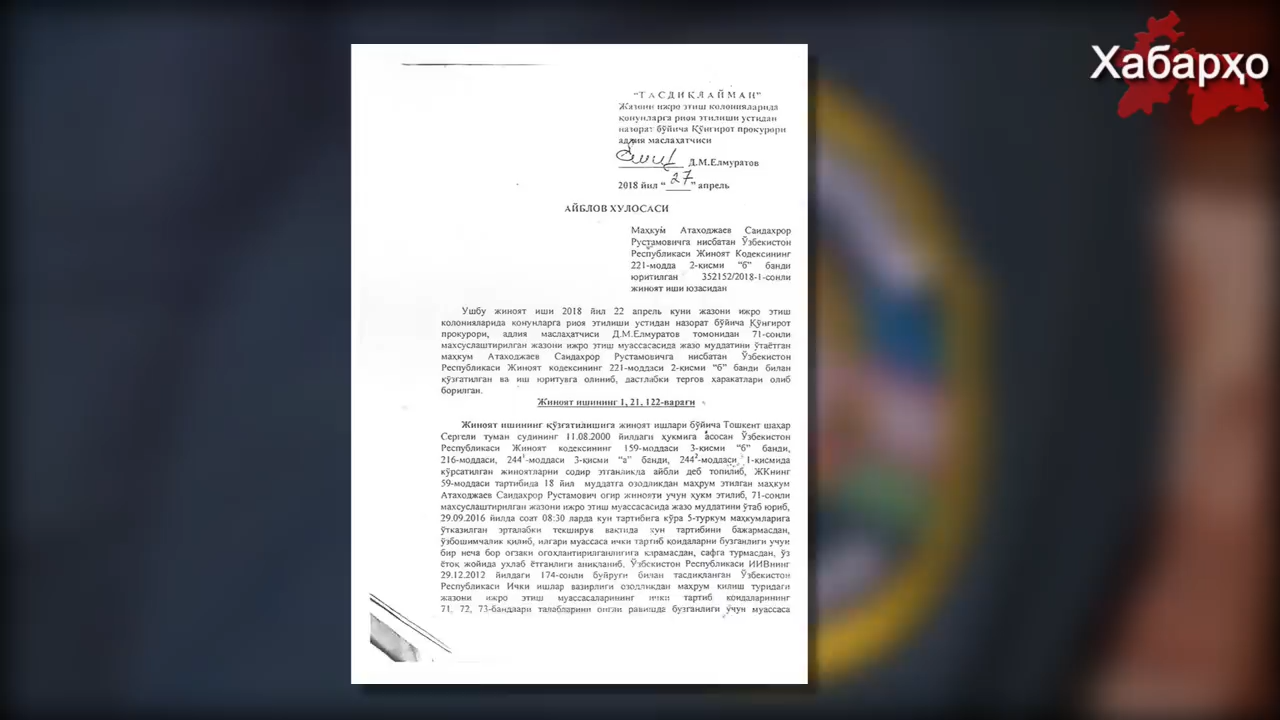 Хабарҳо
"ТАСДИҚЛАЙМАН"
Жазони ижро этиш колонияларида
қонунларга риоя этилиши устидан
назорат бўйича Қўнғирот прокурори
адлия маслаҳатчиси
Д.М.Елмуратов
2018 йил "27" апрель
АЙБЛОВ ХУЛОСАСИ
Маҳкум Атаходжаев Саидахрор
Рустамовичга нисбатан Ўзбекистон
Республикаси Жиноят Кодексининг
221-модда 2-қисми "б" банди
юритилган 352152/2018-1-сонли
жиноят иши юзасидан
Ушбу жиноят иши 2018 йил 22 апрель куни жазони ижро этиш
колонияларида қонунларга риоя этилиши устидан назорат бўйича Қўнғирот
прокурори, адлия маслаҳатчиси Д.М.Елмуратов томонидан 71-сонли
махсуслаштирилган жазони ижро этиш муассасасида жазо муддатини ўтаётган
маҳкум Атаходжаев Саидахрор Рустамовичга нисбатан Ўзбекистон
Республикаси Жиноят кодексининг 221-моддаси 2-қисми "б" банди билан
қўзғатилган ва иш юритувга олиниб, дастлабки тергов ҳаракатлари олиб
борилган.
Жиноят ишининг 1, 21, 122-варағи
Жиноят ишининг қўзғатилишига жиноят ишлари бўйича Тошкент шаҳар
Сергели туман судининг 11.08.2000 йилдаги ҳукмига асосан Ўзбекистон
Республикаси Жиноят кодексининг 159-моддаси 3-қисми "б" банди,
216-моддаси, 244¹-моддаси 3-қисми "а" банди, 244²-моддаси 1-қисмида
кўрсатилган жиноятларни содир этганликда айбли деб топилиб, ЖКнинг
59-моддаси тартибида 18 йил муддатга озодликдан маҳрум этилган маҳкум
Атаходжаев Саидахрор Рустамович оғир жинояти учун ҳукм этилиб, 71-сонли
махсуслаштирилган жазони ижро этиш муассасасида жазо муддатини ўтаб юриб,
29.09.2016 йилда соат 08:30 ларда кун тартибига кўра 5-туркум маҳкумларига
ўтказилган эрталабки текширув вақтида кун тартибини бажармасдан,
ўзбошимчалик қилиб, илгари муассаса ички тартиб қоидаларни бузганлиги учун
бир неча бор оғзаки огоҳлантирилганлигига қарамасдан, сафга турмасдан, ўз
ётоқ жойида ухлаб ётганлиги аниқланиб, Ўзбекистон Республикаси ИИВнинг
29.12.2012 йилдаги 174-сонли буйруғи билан тасдиқланган Ўзбекистон
Республикаси Ички ишлар вазирлиги озодликдан маҳрум қилиш туридаги
жазони ижро этиш муассасаларининг ички тартиб қоидаларининг
71, 72, 73-бандлари талабларини онгли равишда бузганлиги учун муассаса